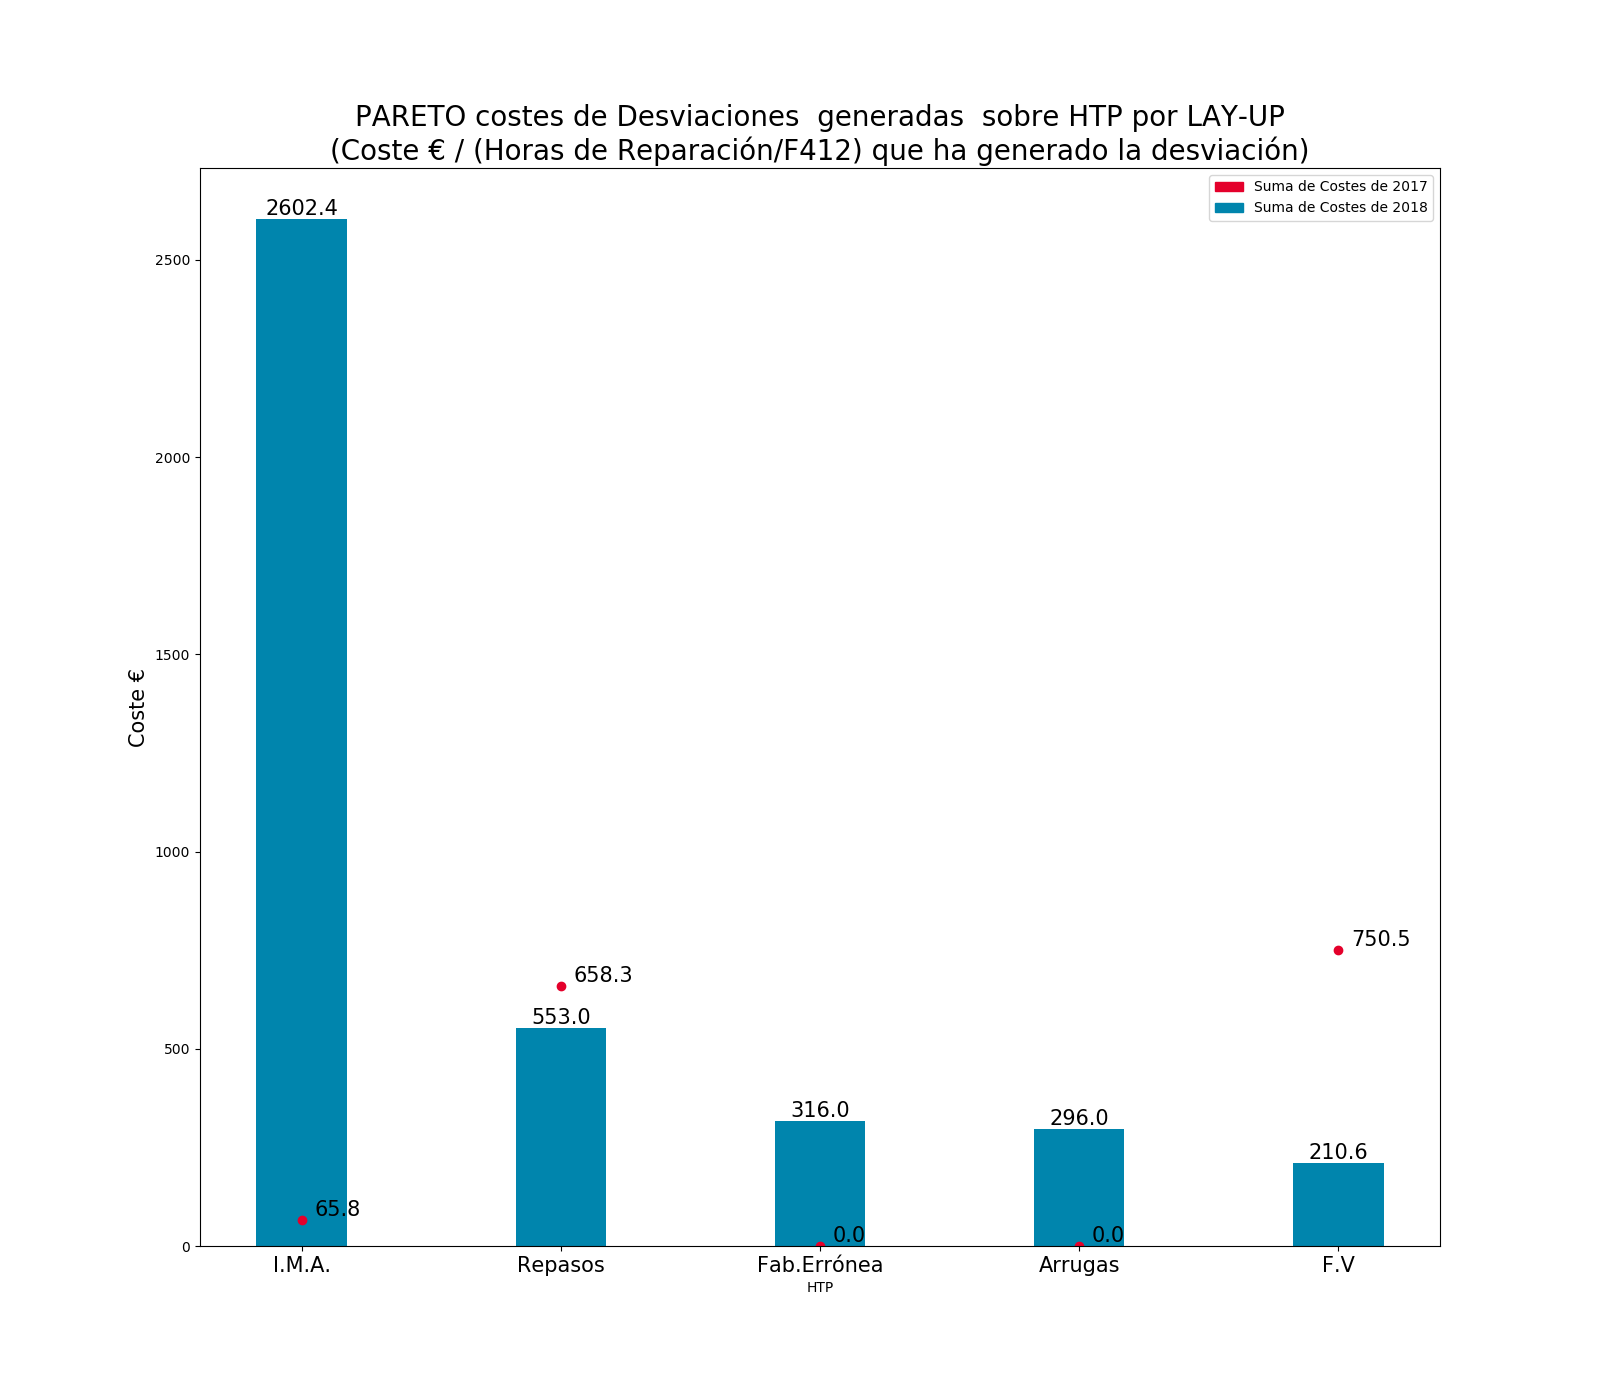 PARETO costes de Desviaciones  generadas  sobre HTP por LAY-UP
(Coste € / (Horas de Reparación/F412) que ha generado la desviación)
Suma de Costes de 2017
Suma de Costes de 2018
2602.4
2500
2000
1500
Coste €
1000
750.5
658.3
553.0
500
316.0
296.0
210.6
65.8
0.0
0.0
0
I.M.A.
Repasos
Fab.Errónea
Arrugas
F.V
HTP